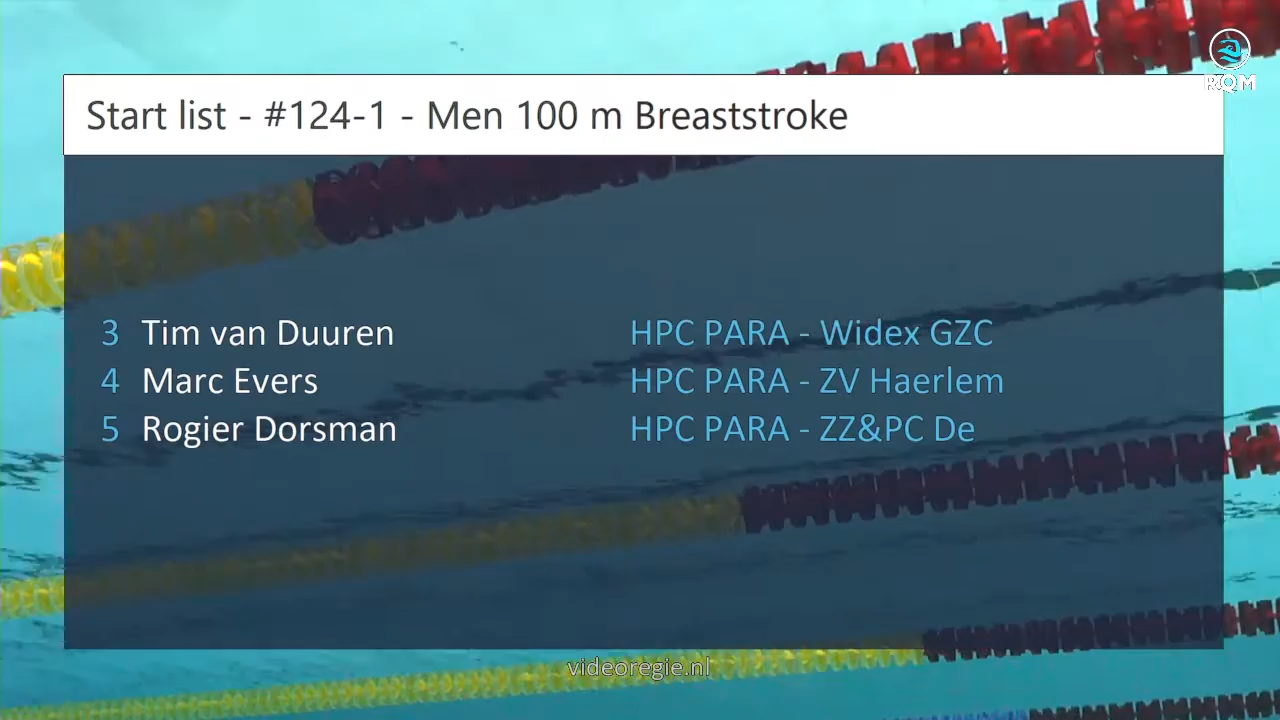 RQM
Start list - #124-1 - Men 100 m Breaststroke
3 Tim van Duuren HPC PARA - Widex GZC
4 Marc Evers HPC PARA - ZV Haerlem
5 Rogier Dorsman HPC PARA - ZZ&PC De
videoregie.nl